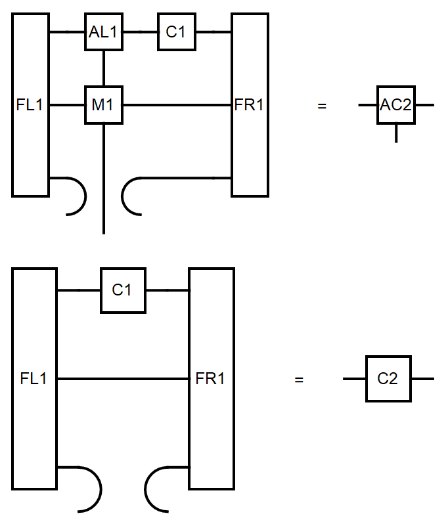 AL1 C1
FL1 M1 FR1 = AC2
C1
FL1 FR1 = C2